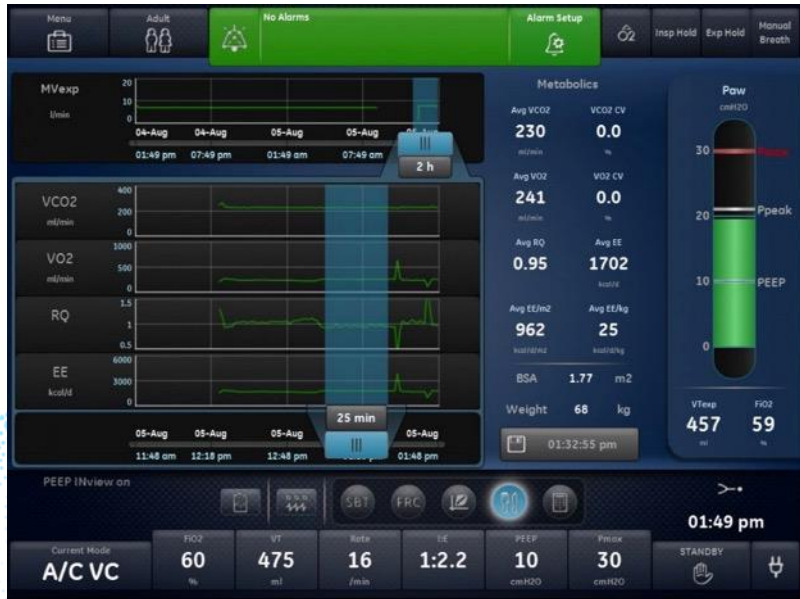 Menu
Adult
No Alarms
Alarm Setup
O2
Insp Hold
Exp Hold
Manual Breath
MVexp
l/min
20
10
0
04-Aug 04-Aug 05-Aug 05-Aug
01:49 pm 07:49 pm 01:49 am 07:49 am
2 h
VCO2
ml/min
400
200
0
VO2
ml/min
1000
500
0
RQ
1.5
1
0.5
EE
kcal/d
6000
3000
0
25 min
05-Aug 05-Aug 05-Aug 05-Aug
11:48 am 12:18 pm 12:48 pm 01:48 pm
Metabolics
Avg VCO2 VCO2 CV
230 0.0
ml/min %
Avg VO2 VO2 CV
241 0.0
ml/min %
Avg RQ Avg EE
0.95 1702
kcal/d
Avg EE/m2 Avg EE/kg
962 25
kcal/d/m2 kcal/d/kg
BSA 1.77 m2
Weight 68 kg
01:32:55 pm
Paw
cmH2O
30
Pmax
20
Ppeak
10
PEEP
0
VTexp FiO2
457 59
ml %
PEEP INview on
SBT
FRC
01:49 pm
Current Mode
A/C VC
FiO2
60
%
VT
475
ml
Rate
16
/min
I:E
1:2.2
PEEP
10
cmH2O
Pmax
30
cmH2O
STANDBY